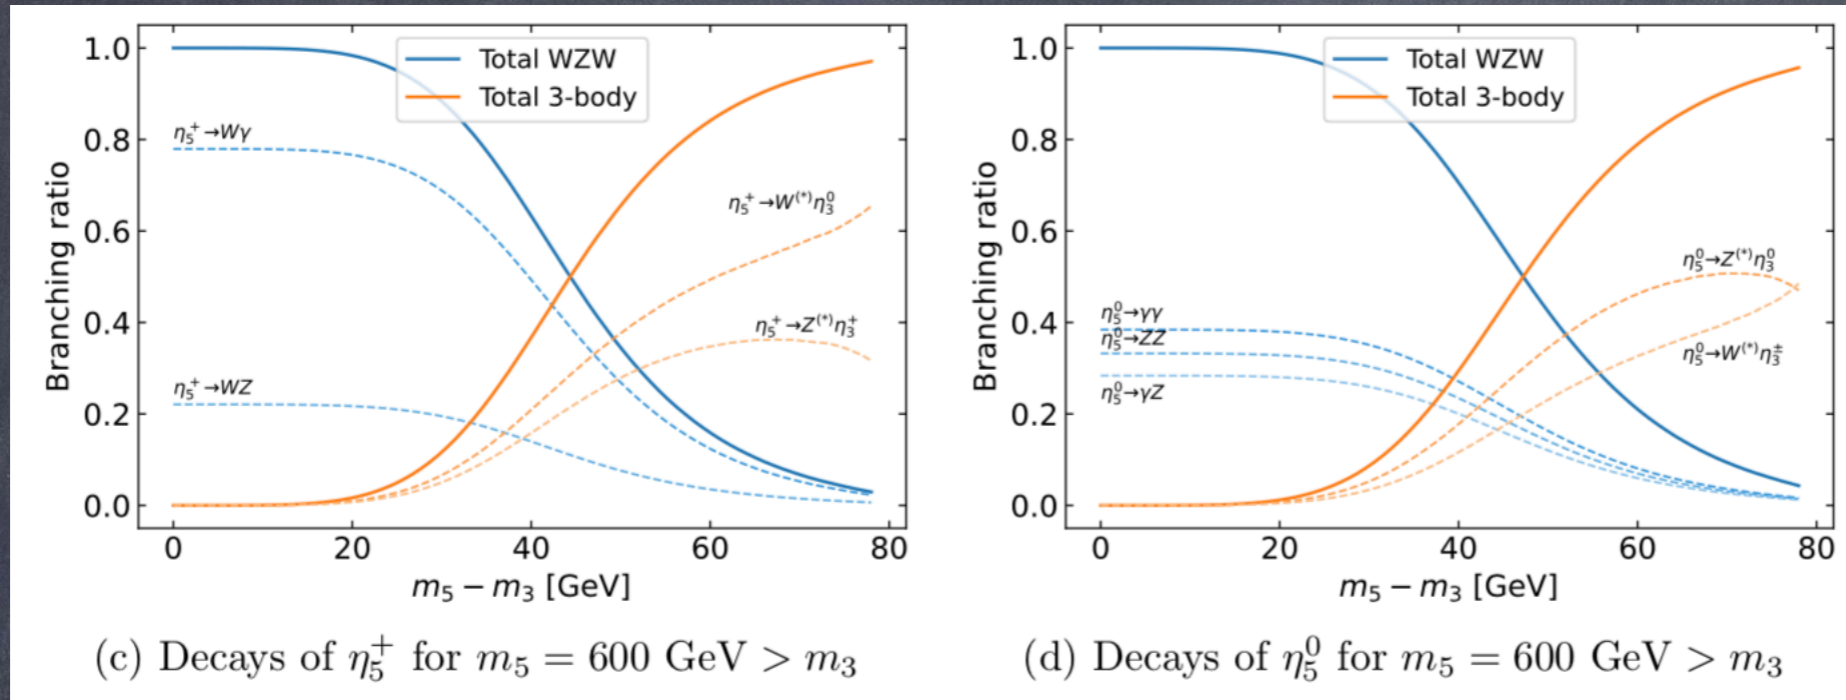 1.0
0.8
0.6
0.4
0.2
0.0
Branching ratio
Total WZW
Total 3-body
η₅⁺→Wγ
η₅⁺→W⁽*⁾η₃⁰
η₅⁺→Z⁽*⁾η₃⁺
η₅⁺→WZ
0 20 40 60 80
m₅ − m₃ [GeV]
(c) Decays of η₅⁺ for m₅ = 600 GeV > m₃
1.0
0.8
0.6
0.4
0.2
0.0
Branching ratio
Total WZW
Total 3-body
η₅⁰→Z⁽*⁾η₃⁰
η₅⁰→γγ
η₅⁰→ZZ
η₅⁰→W⁽*⁾η₃±
η₅⁰→γZ
0 20 40 60 80
m₅ − m₃ [GeV]
(d) Decays of η₅⁰ for m₅ = 600 GeV > m₃